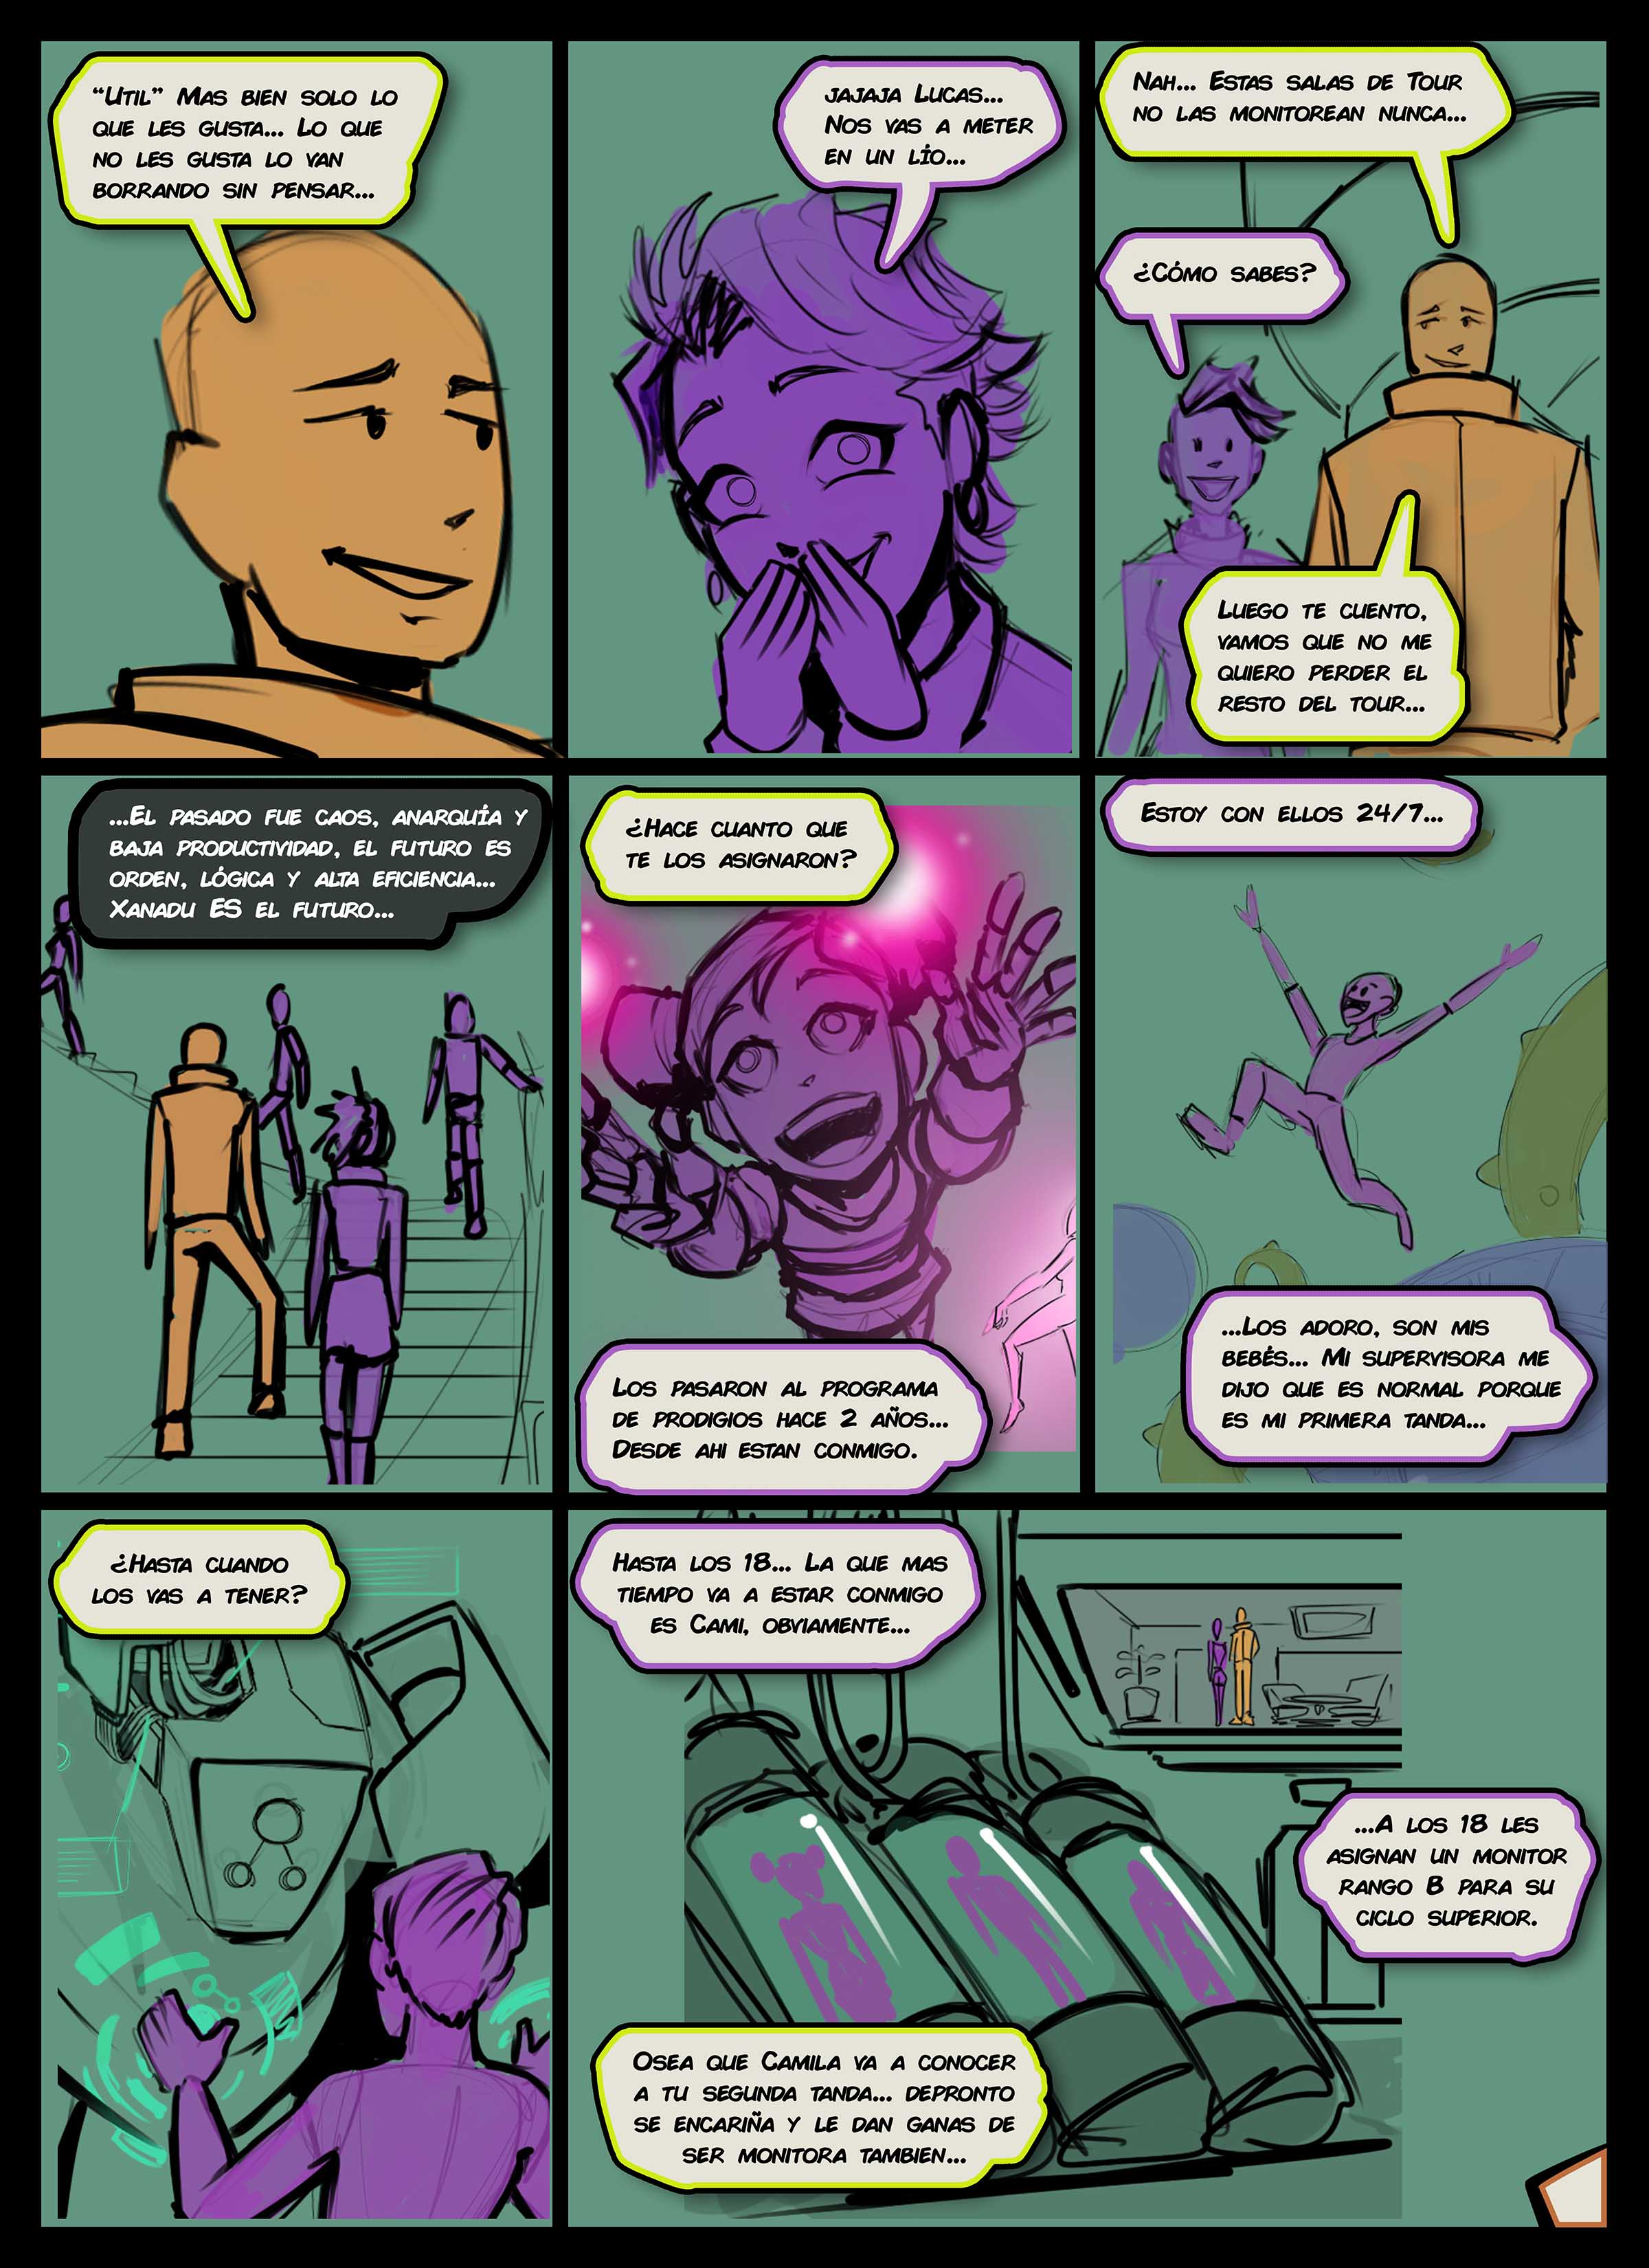 “Util” Mas bien solo lo
que les gusta... Lo que
no les gusta lo van
borrando sin pensar...
jajaja Lucas...
Nos vas a meter
en un lío...
Nah... Estas salas de Tour
no las monitorean nunca...
¿Cómo sabes?
Luego te cuento,
vamos que no me
quiero perder el
resto del tour...
...El pasado fue caos, anarquía y
baja productividad, el futuro es
orden, lógica y alta eficiencia...
Xanadu ES el futuro...
¿Hace cuanto que
te los asignaron?
Los pasaron al programa
de prodigios hace 2 años...
Desde ahi estan conmigo.
Estoy con ellos 24/7...
...Los adoro, son mis
bebés... Mi supervisora me
dijo que es normal porque
es mi primera tanda...
¿Hasta cuando
los vas a tener?
Hasta los 18... La que mas
tiempo va a estar conmigo
es Cami, obviamente...
...A los 18 les
asignan un monitor
rango B para su
ciclo superior.
Osea que Camila va a conocer
a tu segunda tanda... depronto
se encariña y le dan ganas de
ser monitora tambien...